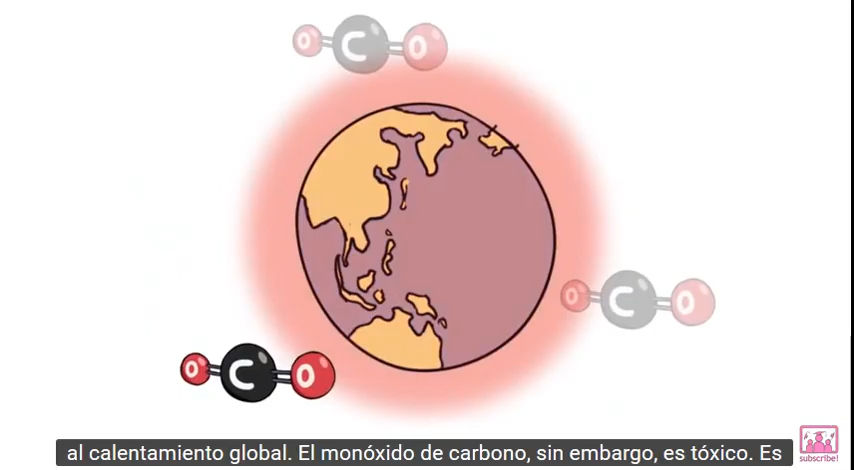 O C O
O C O
O C O
al calentamiento global. El monóxido de carbono, sin embargo, es tóxico. Es
subscribe!